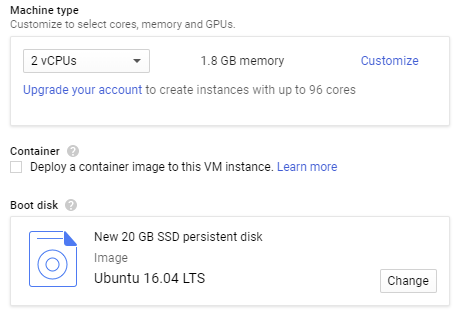 Machine type
Customize to select cores, memory and GPUs.
2 vCPUs 1.8 GB memory Customize
Upgrade your account to create instances with up to 96 cores
Container ?
Deploy a container image to this VM instance. Learn more
Boot disk ?
New 20 GB SSD persistent disk
Image
Ubuntu 16.04 LTS
Change